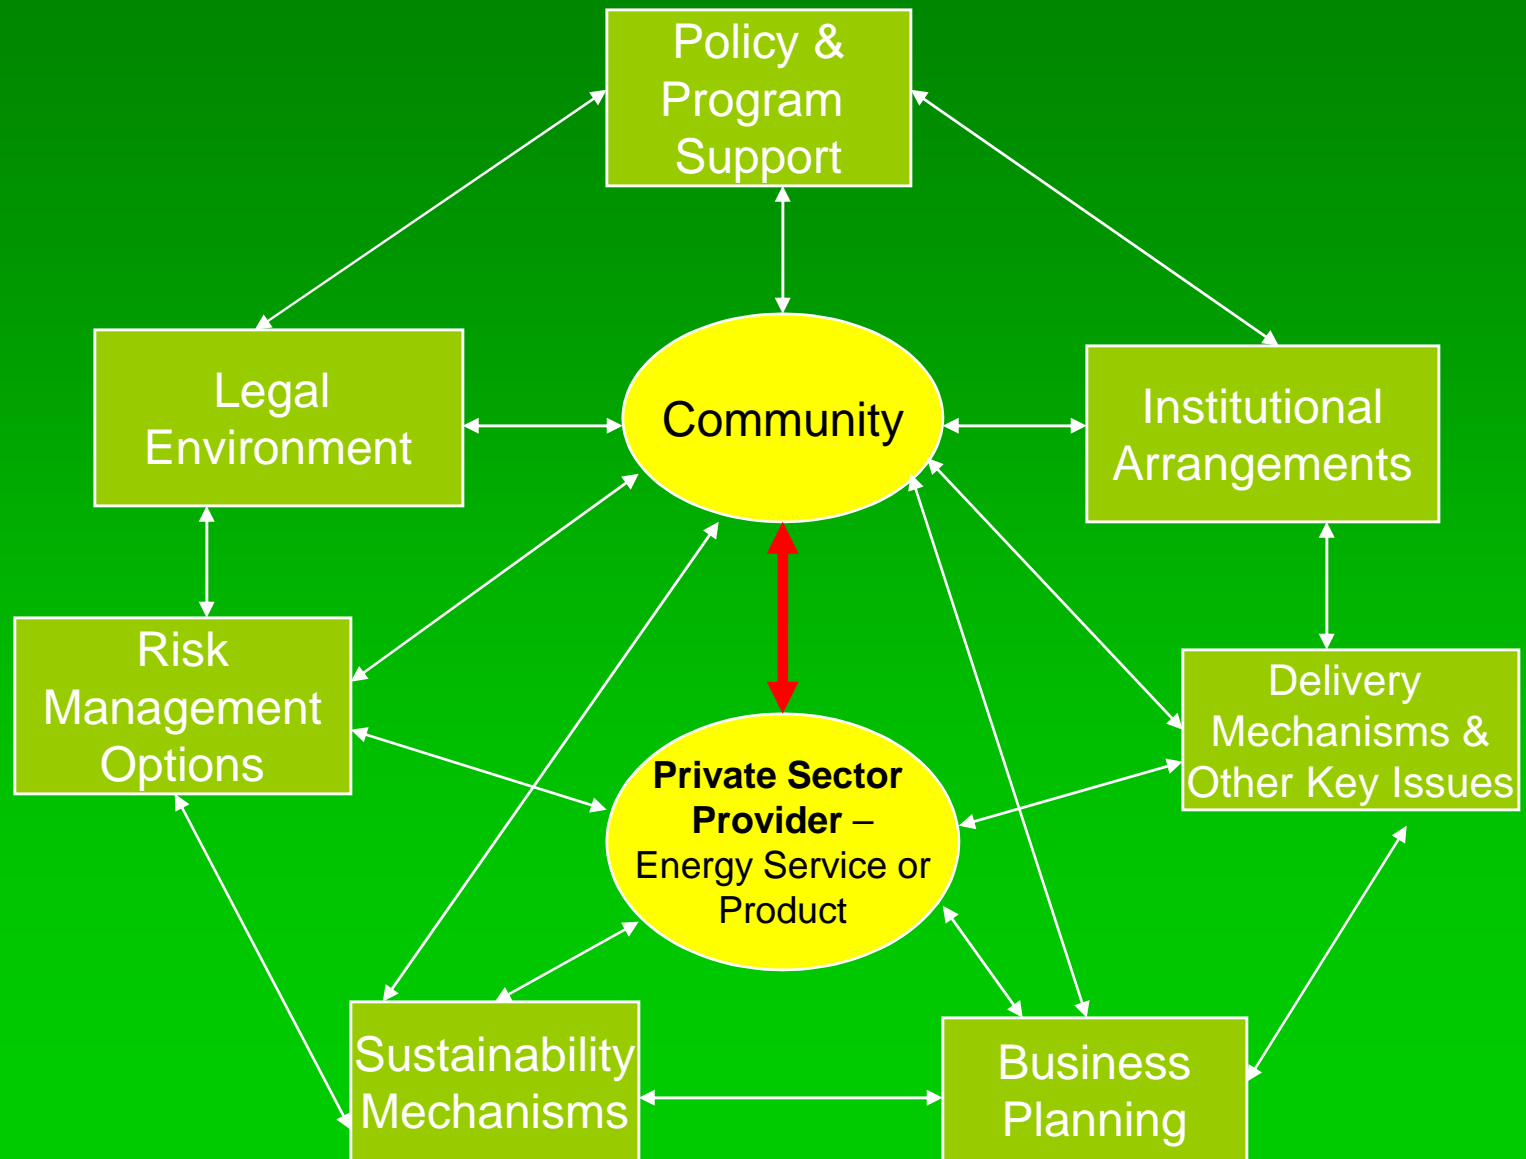 Policy &
Program
Support
Legal
Environment
Community
Institutional
Arrangements
Risk
Management
Options
Delivery
Mechanisms &
Other Key Issues
Private Sector
Provider –
Energy Service or
Product
Sustainability
Mechanisms
Business
Planning